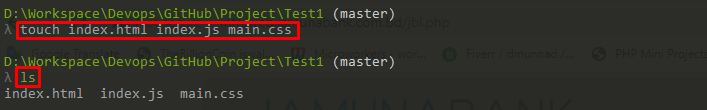 D:\Workspace\Devops\GitHub\Project\Test1 (master)
λ touch index.html index.js main.css
D:\Workspace\Devops\GitHub\Project\Test1 (master)
λ ls
index.html index.js main.css